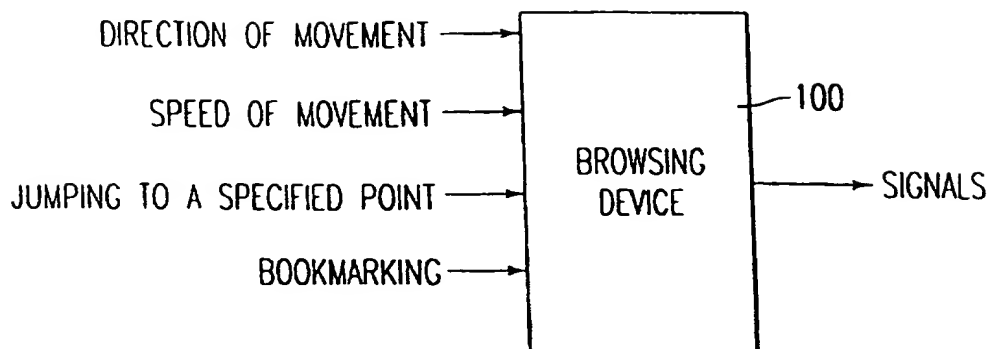 DIRECTION OF MOVEMENT
SPEED OF MOVEMENT
JUMPING TO A SPECIFIED POINT
BOOKMARKING
BROWSING
DEVICE
100
SIGNALS